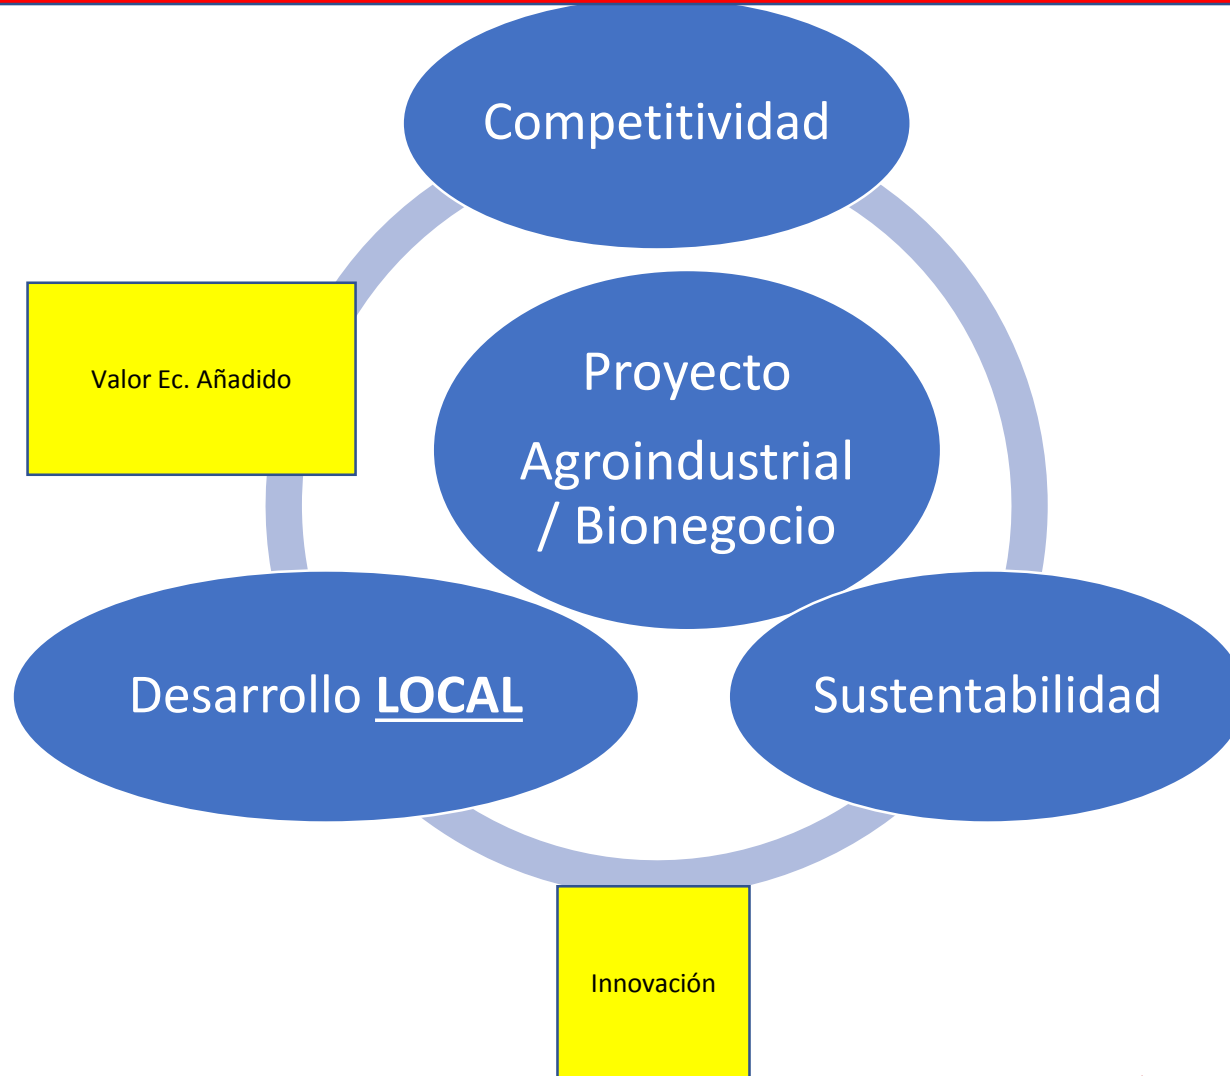 Competitividad
Valor Ec. Añadido
Proyecto
Agroindustrial
/ Bionegocio
Desarrollo LOCAL
Sustentabilidad
Innovación